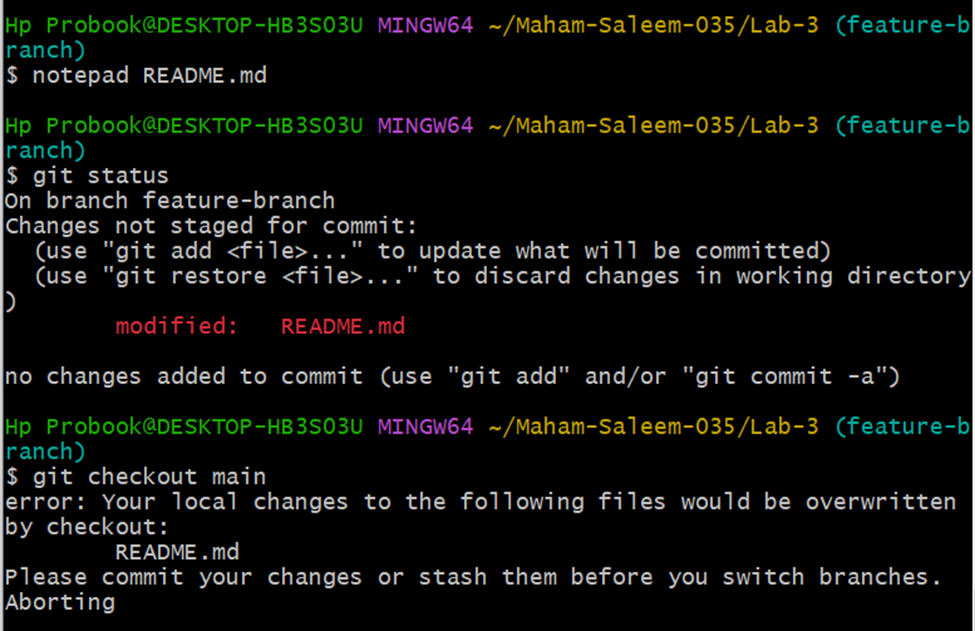 Hp Probook@DESKTOP-HB3S03U MINGW64 ~/Maham-Saleem-035/Lab-3 (feature-b
ranch)
$ notepad README.md
Hp Probook@DESKTOP-HB3S03U MINGW64 ~/Maham-Saleem-035/Lab-3 (feature-b
ranch)
$ git status
On branch feature-branch
Changes not staged for commit:
  (use "git add <file>..." to update what will be committed)
  (use "git restore <file>..." to discard changes in working directory
)
        modified:   README.md
no changes added to commit (use "git add" and/or "git commit -a")
Hp Probook@DESKTOP-HB3S03U MINGW64 ~/Maham-Saleem-035/Lab-3 (feature-b
ranch)
$ git checkout main
error: Your local changes to the following files would be overwritten
by checkout:
        README.md
Please commit your changes or stash them before you switch branches.
Aborting